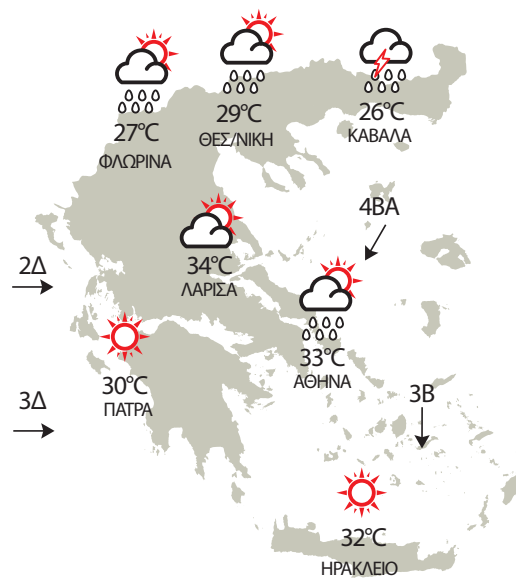 27°C
ΦΛΩΡΙΝΑ
29°C
ΘΕΣ/ΝΙΚΗ
26°C
ΚΑΒΑΛΑ
4ΒΑ
34°C
ΛΑΡΙΣΑ
2Δ
33°C
ΑΘΗΝΑ
30°C
ΠΑΤΡΑ
3Δ
3Β
32°C
ΗΡΑΚΛΕΙΟ